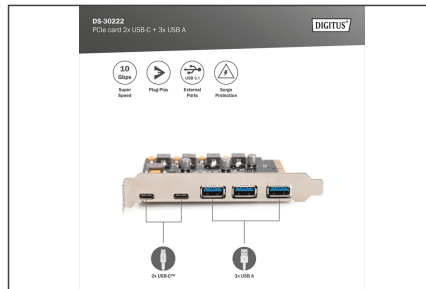 DS-30222
PCIe card 2x USB-C + 3x USB A
DIGITUS®
10
Gbps
Super
Speed
Plug Play
USB 3.1
External
Ports
Surge
Protection
2x USB-C™
3x USB A